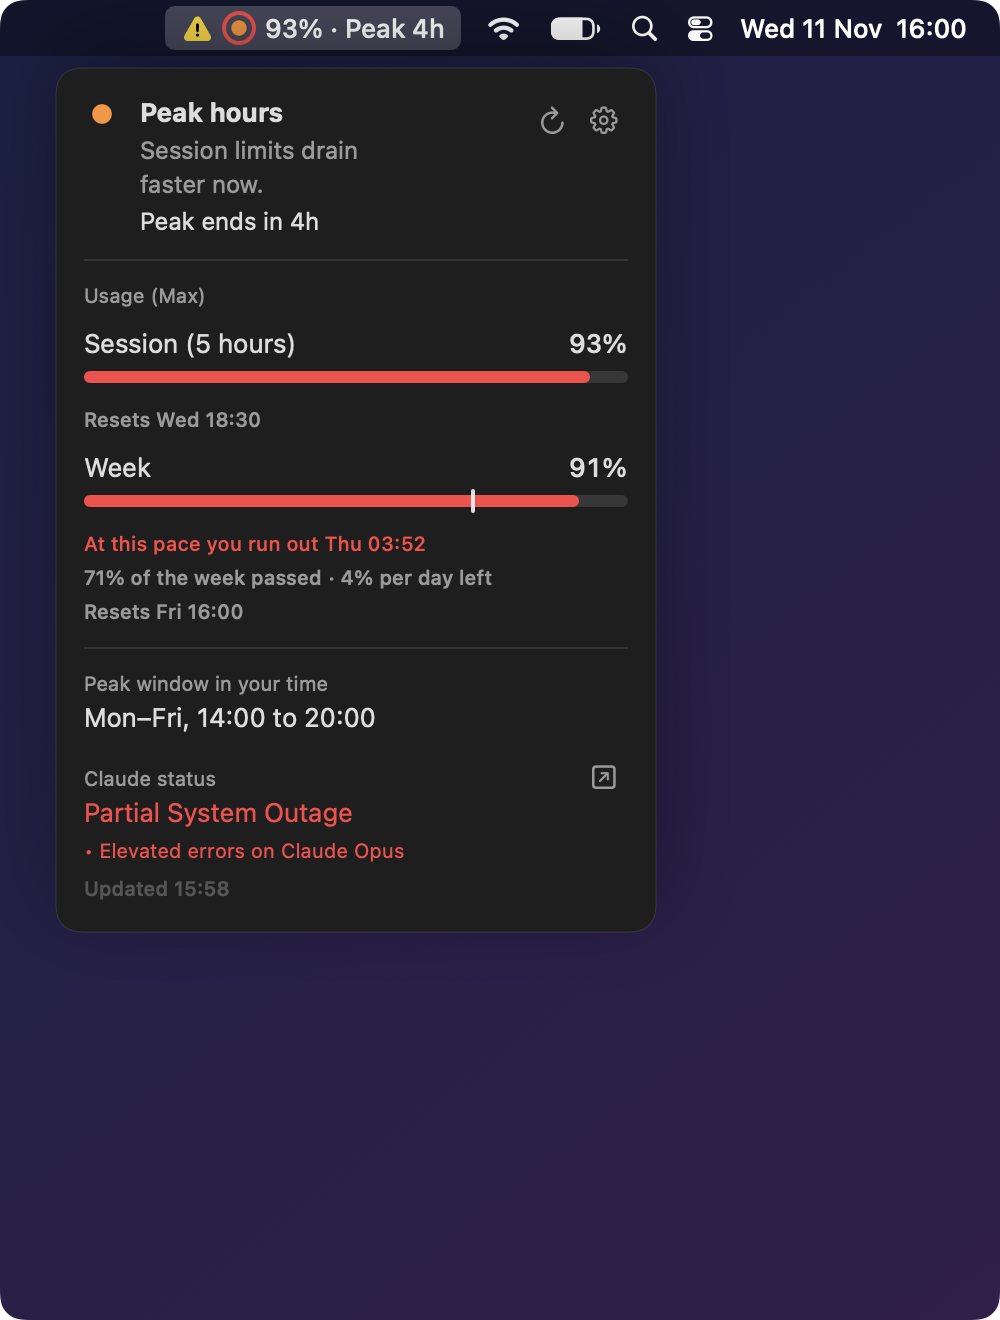 93% · Peak 4h
Wed 11 Nov 16:00
Peak hours
Session limits drain
faster now.
Peak ends in 4h
Usage (Max)
Session (5 hours) 93%
Resets Wed 18:30
Week 91%
At this pace you run out Thu 03:52
71% of the week passed · 4% per day left
Resets Fri 16:00
Peak window in your time
Mon–Fri, 14:00 to 20:00
Claude status
Partial System Outage
• Elevated errors on Claude Opus
Updated 15:58